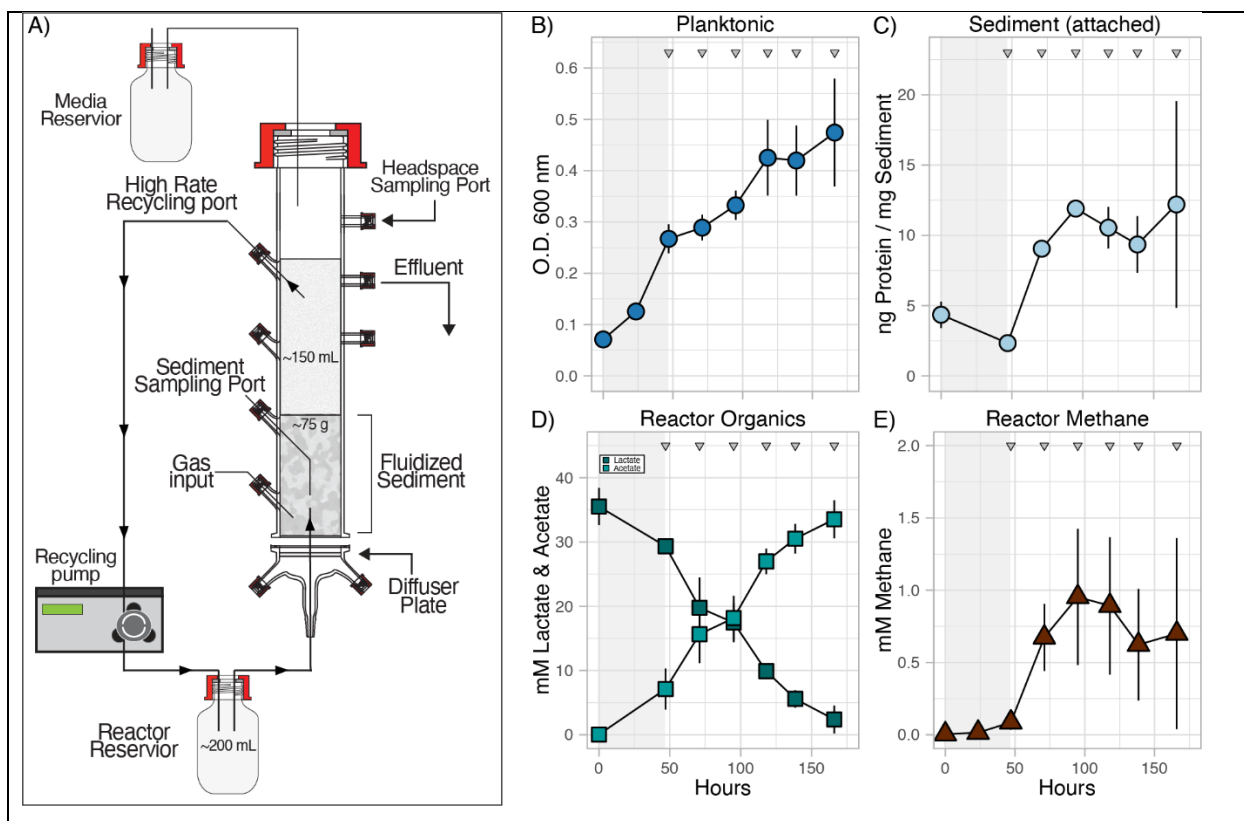 A)
Media
Reservior
High Rate
Recycling port
Headspace
Sampling Port
Effluent
~150 mL
Sediment
Sampling Port
~75 g
Gas
input
Fluidized
Sediment
Recycling
pump
Diffuser
Plate
Reactor
Reservior
~200 mL
B)
Planktonic
O.D. 600 nm
0.6
0.5
0.4
0.3
0.2
0.1
0.0
C)
Sediment (attached)
ng Protein / mg Sediment
20
15
10
5
0
D)
Reactor Organics
Lactate
Acetate
mM Lactate & Acetate
40
30
20
10
0
0
50
100
150
Hours
E)
Reactor Methane
mM Methane
2.0
1.5
1.0
0.5
0.0
0
50
100
150
Hours